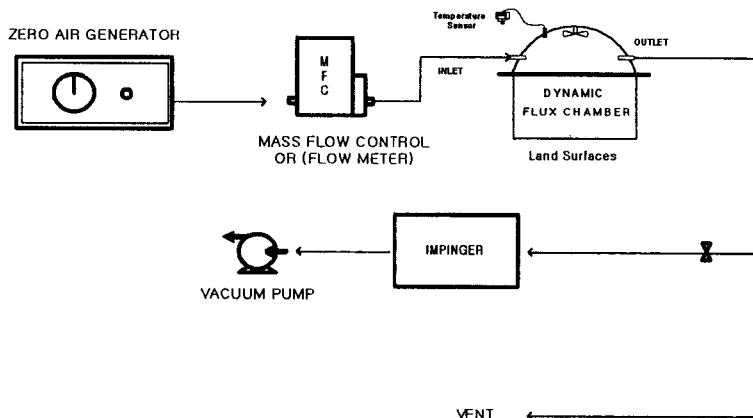 ZERO AIR GENERATOR
M
F
C
MASS FLOW CONTROL
OR (FLOW METER)
Temperature
Sensor
INLET
OUTLET
DYNAMIC
FLUX CHAMBER
Land Surfaces
IMPINGER
VACUUM PUMP
VENT